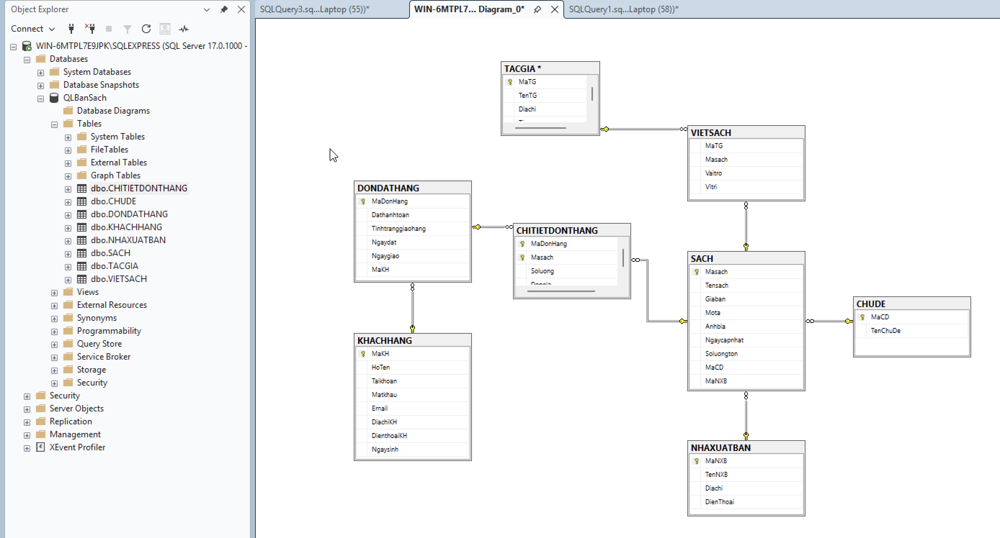 Object Explorer
Connect
WIN-6MTPL7E9JPK\SQLEXPRESS (SQL Server 17.0.1000 -
Databases
System Databases
Database Snapshots
QLBanSach
Database Diagrams
Tables
System Tables
FileTables
External Tables
Graph Tables
dbo.CHITIETDONTHANG
dbo.CHUDE
dbo.DONDATHANG
dbo.KHACHHANG
dbo.NHAXUATBAN
dbo.SACH
dbo.TACGIA
dbo.VIETSACH
Views
External Resources
Synonyms
Programmability
Query Store
Service Broker
Storage
Security
Security
Server Objects
Replication
Management
XEvent Profiler
SQLQuery3.sq...Laptop (55))*
WIN-6MTPL7... Diagram_0*
SQLQuery1.sq...Laptop (58))*
TACGIA *
MaTG
TenTG
Diachi
VIETSACH
MaTG
Masach
Vaitro
Vitri
DONDATHANG
MaDonHang
Dathanhtoan
Tinhtranggiaohang
Ngaydat
Ngaygiao
MaKH
CHITIETDONTHANG
MaDonHang
Masach
Soluong
Dongia
SACH
Masach
Tensach
Giaban
Mota
Anhbia
Ngaycapnhat
Soluongton
MaCD
MaNXB
CHUDE
MaCD
TenChuDe
KHACHHANG
MaKH
HoTen
Taikhoan
Matkhau
Email
DiachiKH
DienthoaiKH
Ngaysinh
NHAXUATBAN
MaNXB
TenNXB
Diachi
DienThoai